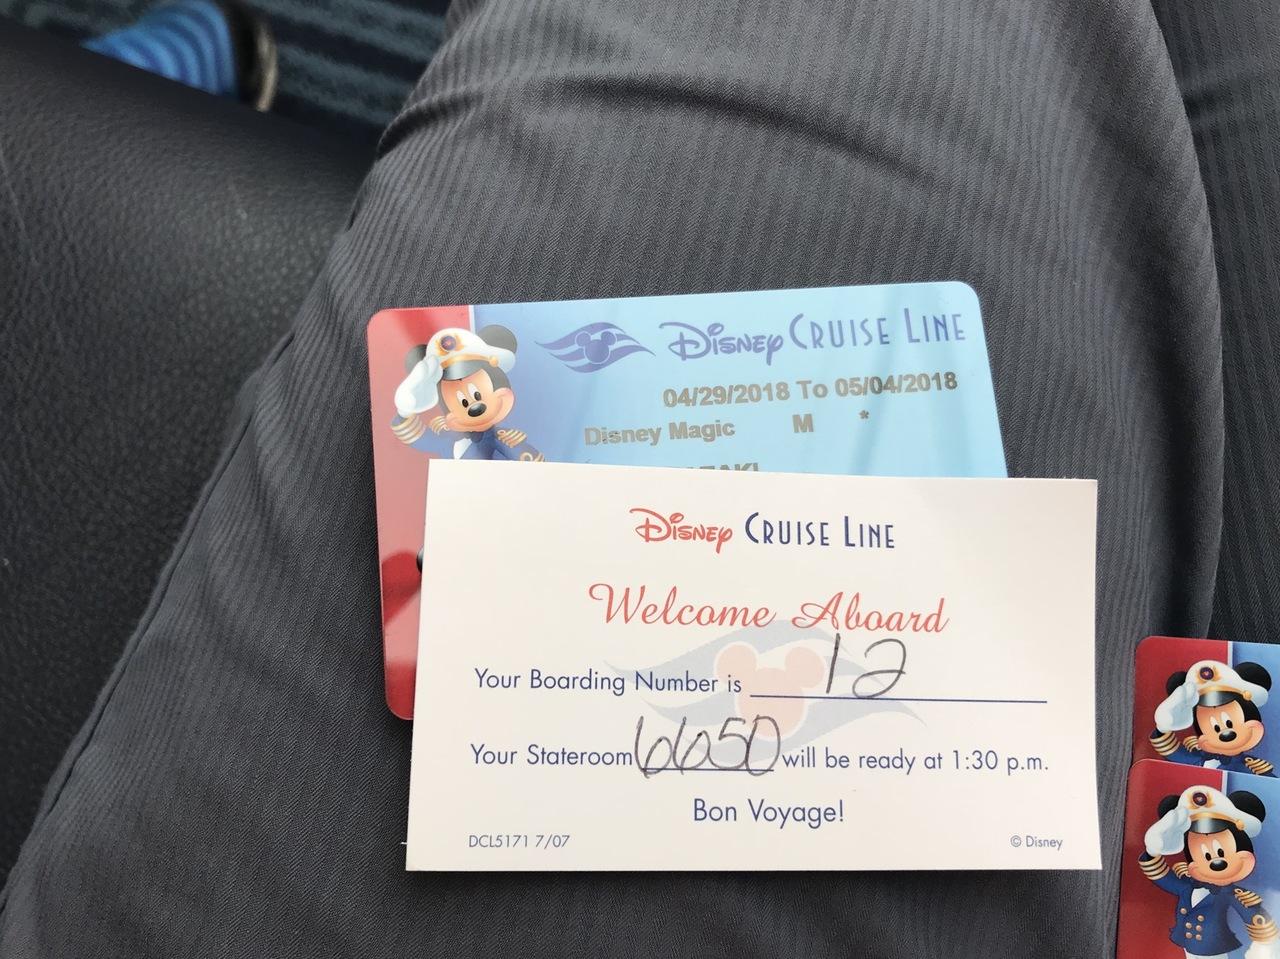 Disney Cruise Line
04/29/2018 To 05/04/2018
Disney Magic M *
Disney Cruise Line
Welcome Aboard
Your Boarding Number is 12
Your Stateroom 6650 will be ready at 1:30 p.m.
Bon Voyage!
DCL5171 7/07 © Disney